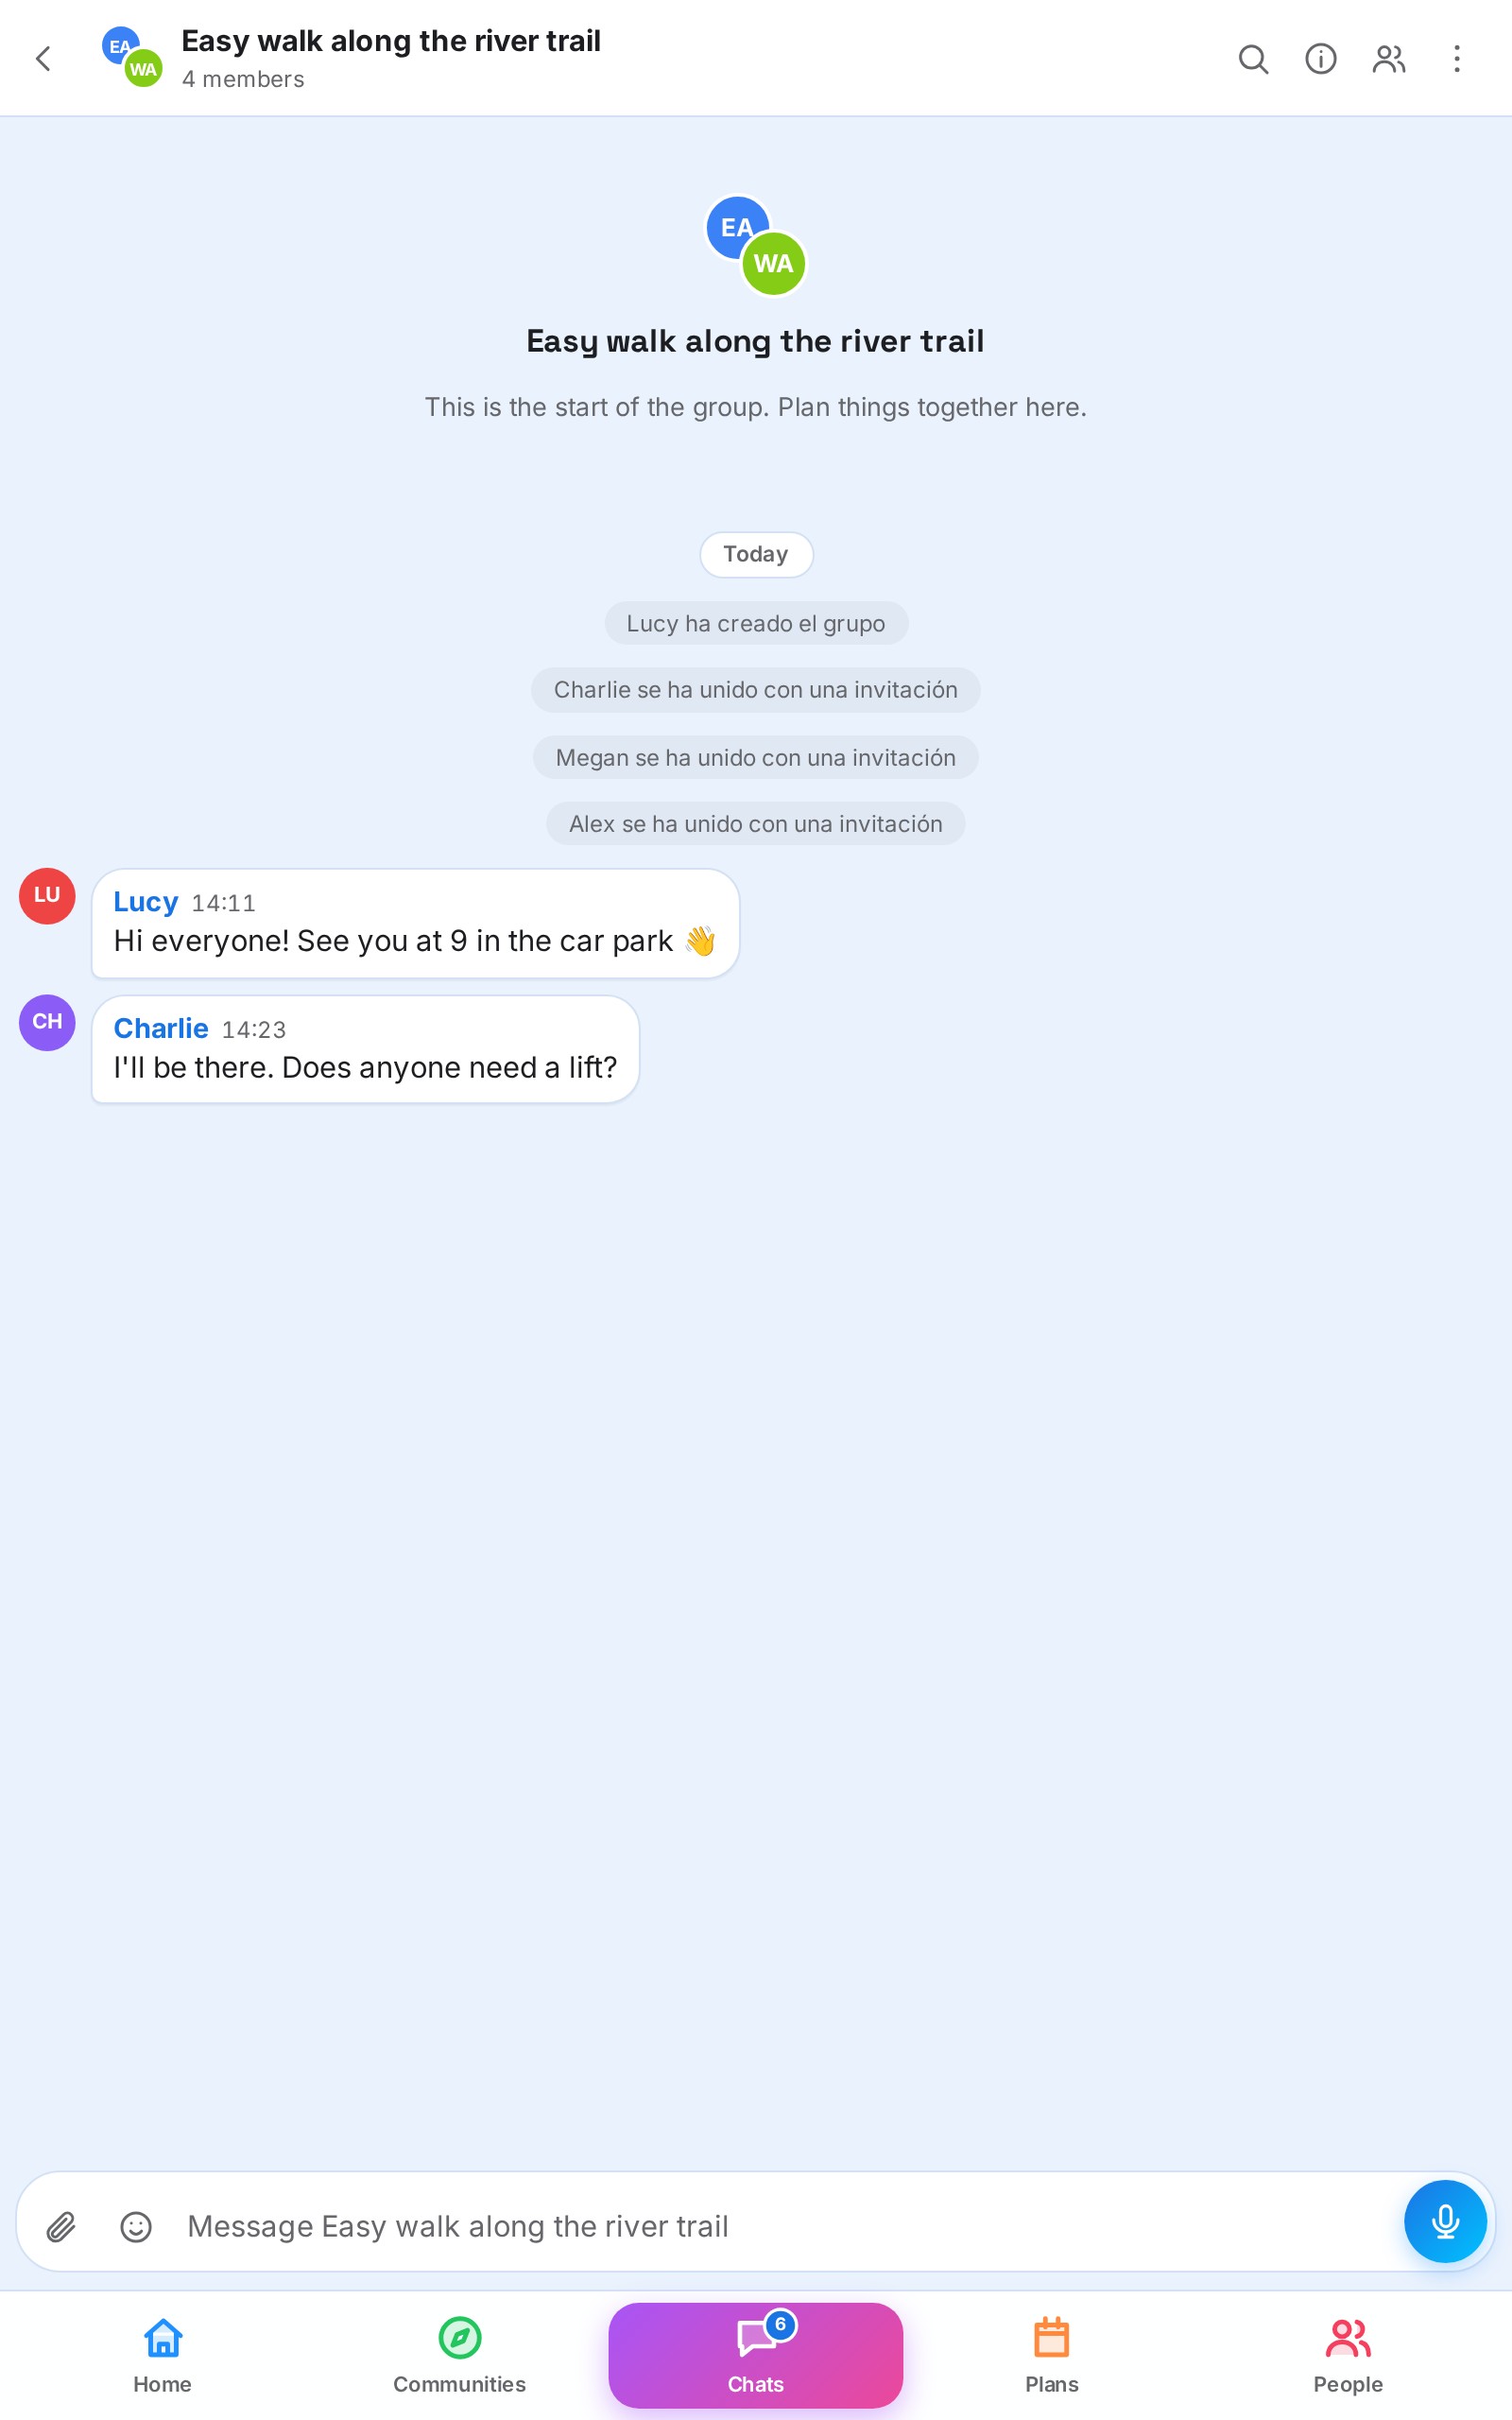 EA
WA
Easy walk along the river trail
4 members
EA
WA
Easy walk along the river trail
This is the start of the group. Plan things together here.
Today
Lucy ha creado el grupo
Charlie se ha unido con una invitación
Megan se ha unido con una invitación
Alex se ha unido con una invitación
LU
Lucy 14:11
Hi everyone! See you at 9 in the car park 👋
CH
Charlie 14:23
I'll be there. Does anyone need a lift?
Message Easy walk along the river trail
6
Home
Communities
Chats
Plans
People